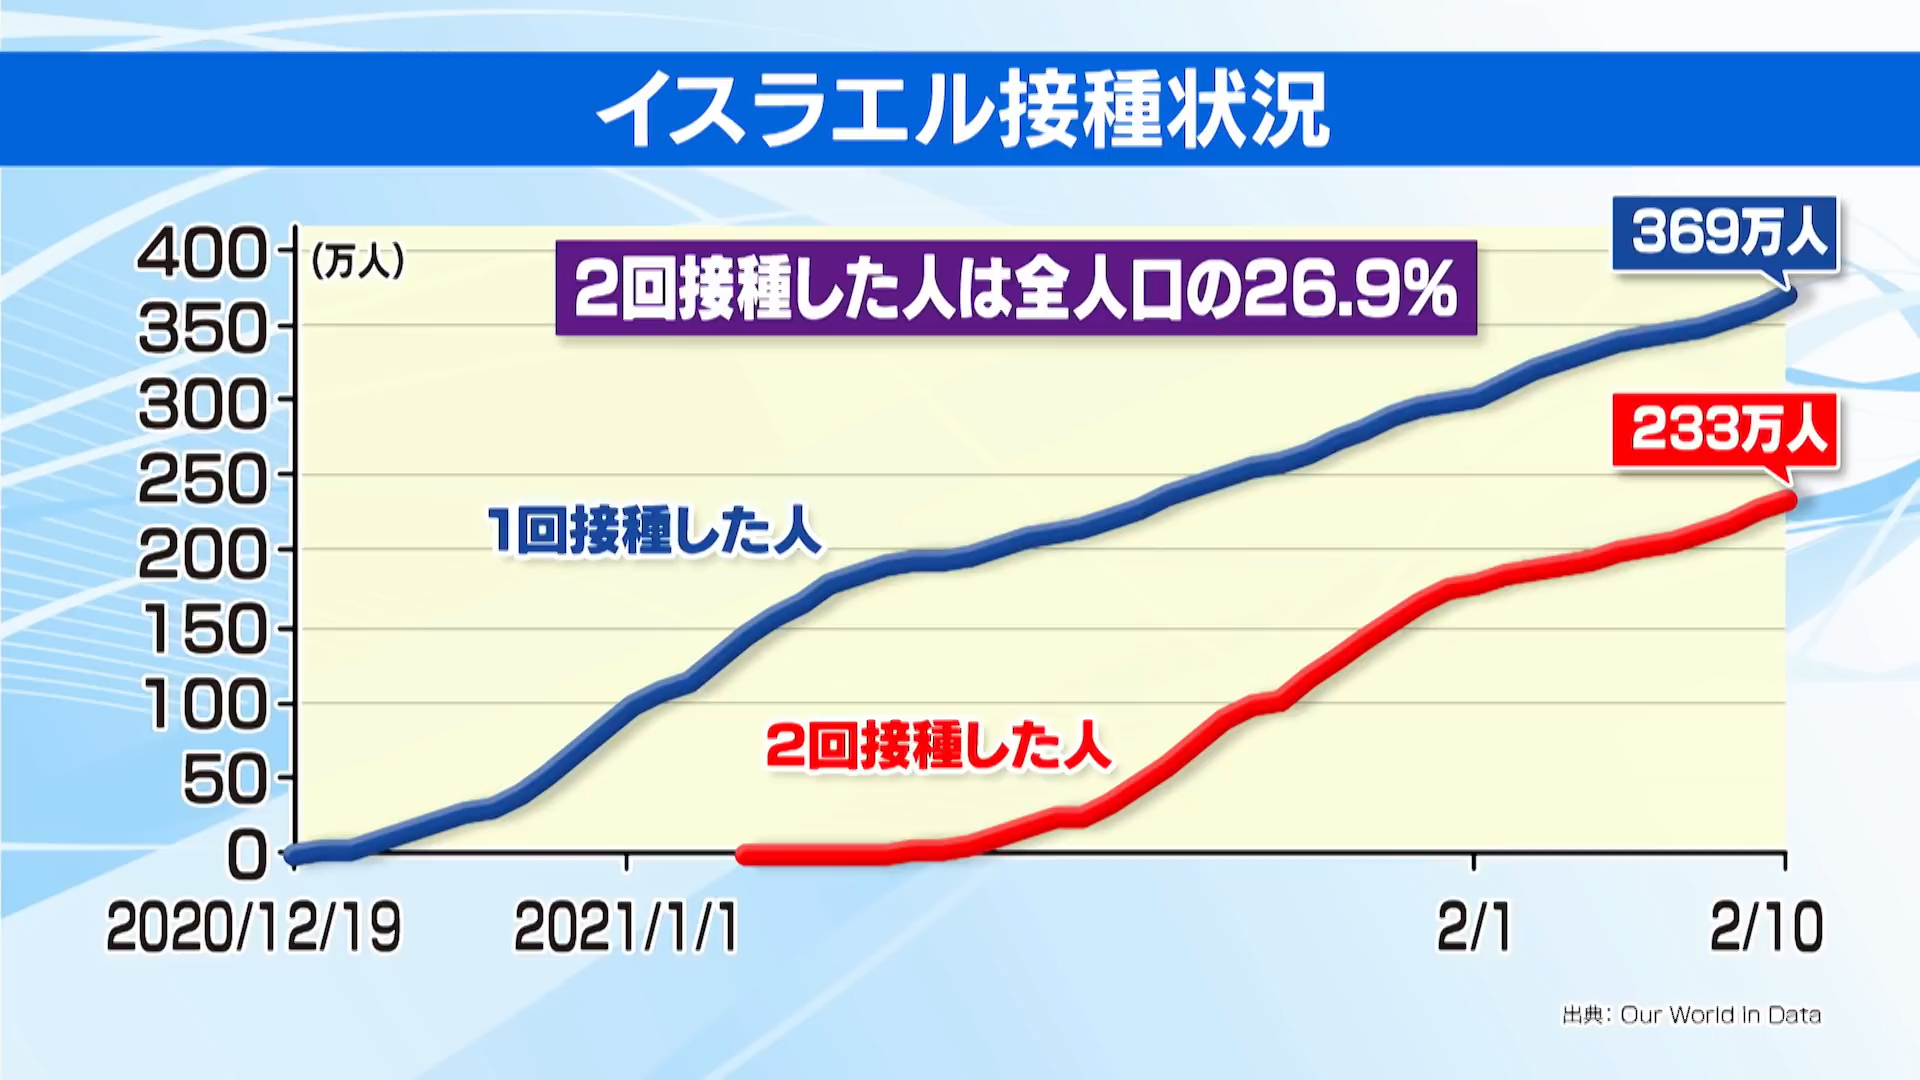 イスラエル接種状況
369万人
400
(万人)
2回接種した人は全人口の26.9%
350
300
233万人
250
1回接種した人
200
150
100
2回接種した人
50
0
2020/12/19
2021/1/1
2/1
2/10
出典: Our World in Data